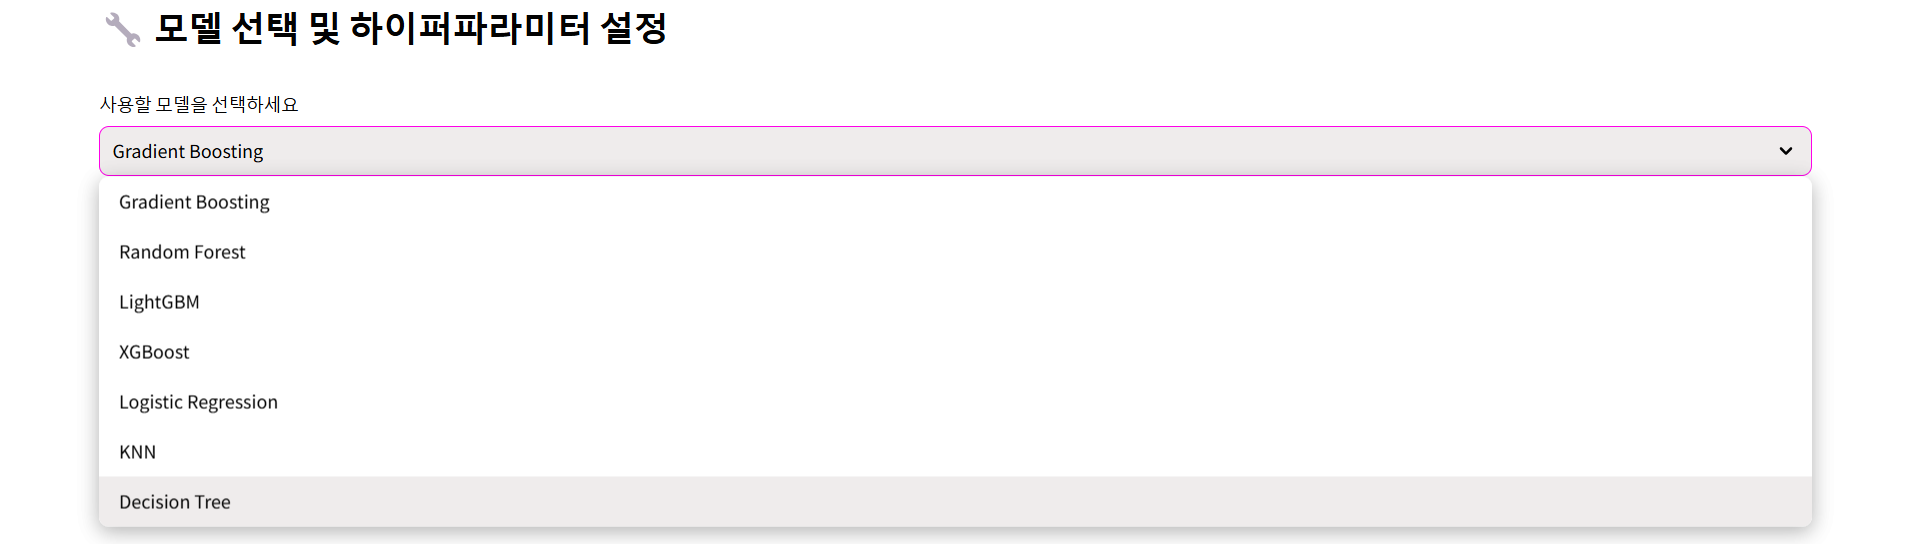 모델 선택 및 하이퍼파라미터 설정
사용할 모델을 선택하세요
Gradient Boosting
Gradient Boosting
Random Forest
LightGBM
XGBoost
Logistic Regression
KNN
Decision Tree